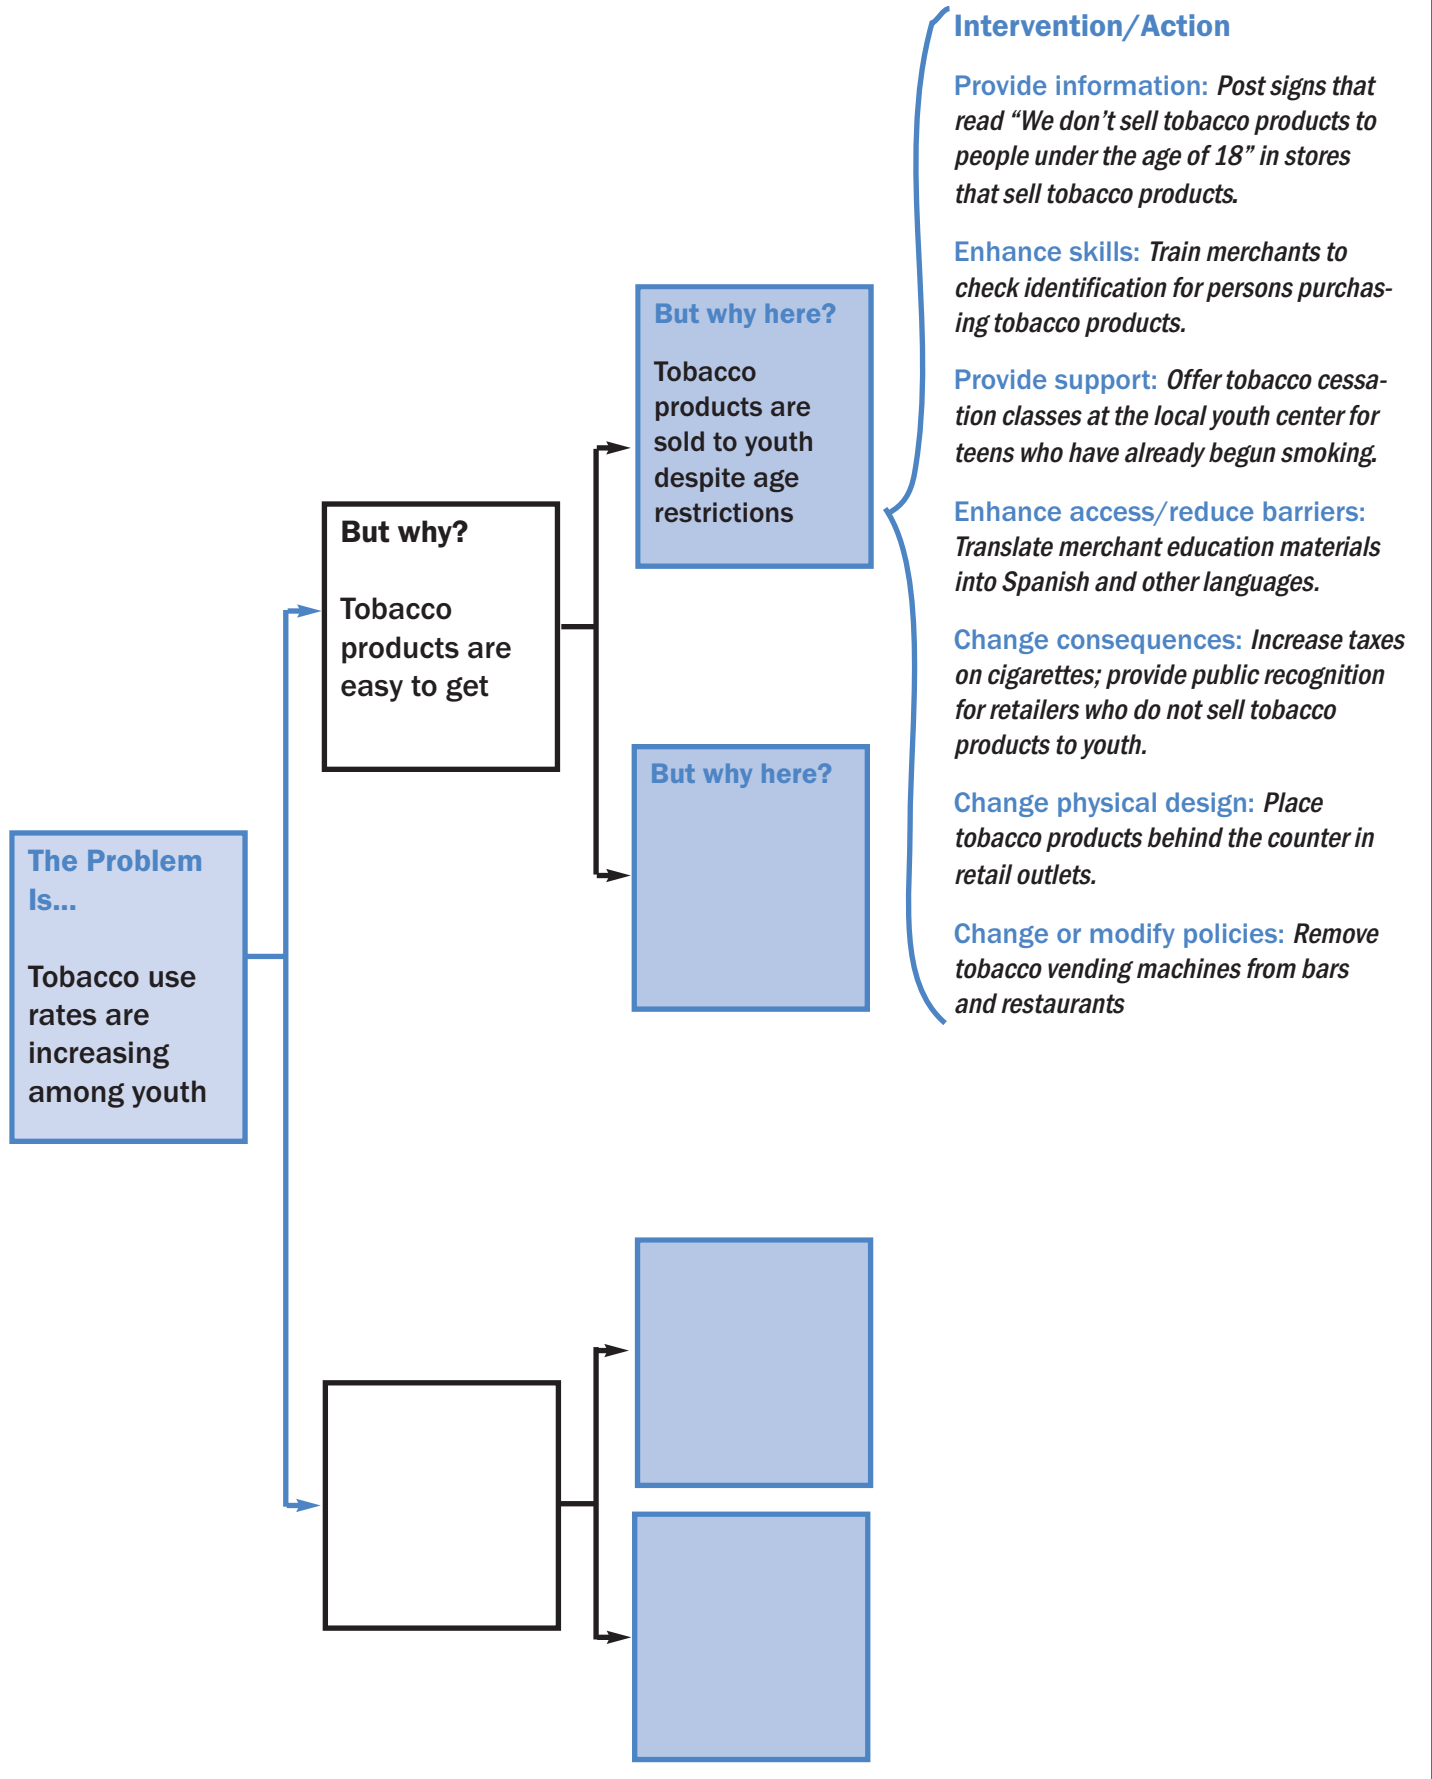 The Problem
Is...
Tobacco use
rates are
increasing
among youth
But why?
Tobacco
products are
easy to get
But why here?
Tobacco
products are
sold to youth
despite age
restrictions
But why here?
Intervention/Action
Provide information: Post signs that
read “We don’t sell tobacco products to
people under the age of 18” in stores
that sell tobacco products.
Enhance skills: Train merchants to
check identification for persons purchas-
ing tobacco products.
Provide support: Offer tobacco cessa-
tion classes at the local youth center for
teens who have already begun smoking.
Enhance access/reduce barriers:
Translate merchant education materials
into Spanish and other languages.
Change consequences: Increase taxes
on cigarettes; provide public recognition
for retailers who do not sell tobacco
products to youth.
Change physical design: Place
tobacco products behind the counter in
retail outlets.
Change or modify policies: Remove
tobacco vending machines from bars
and restaurants